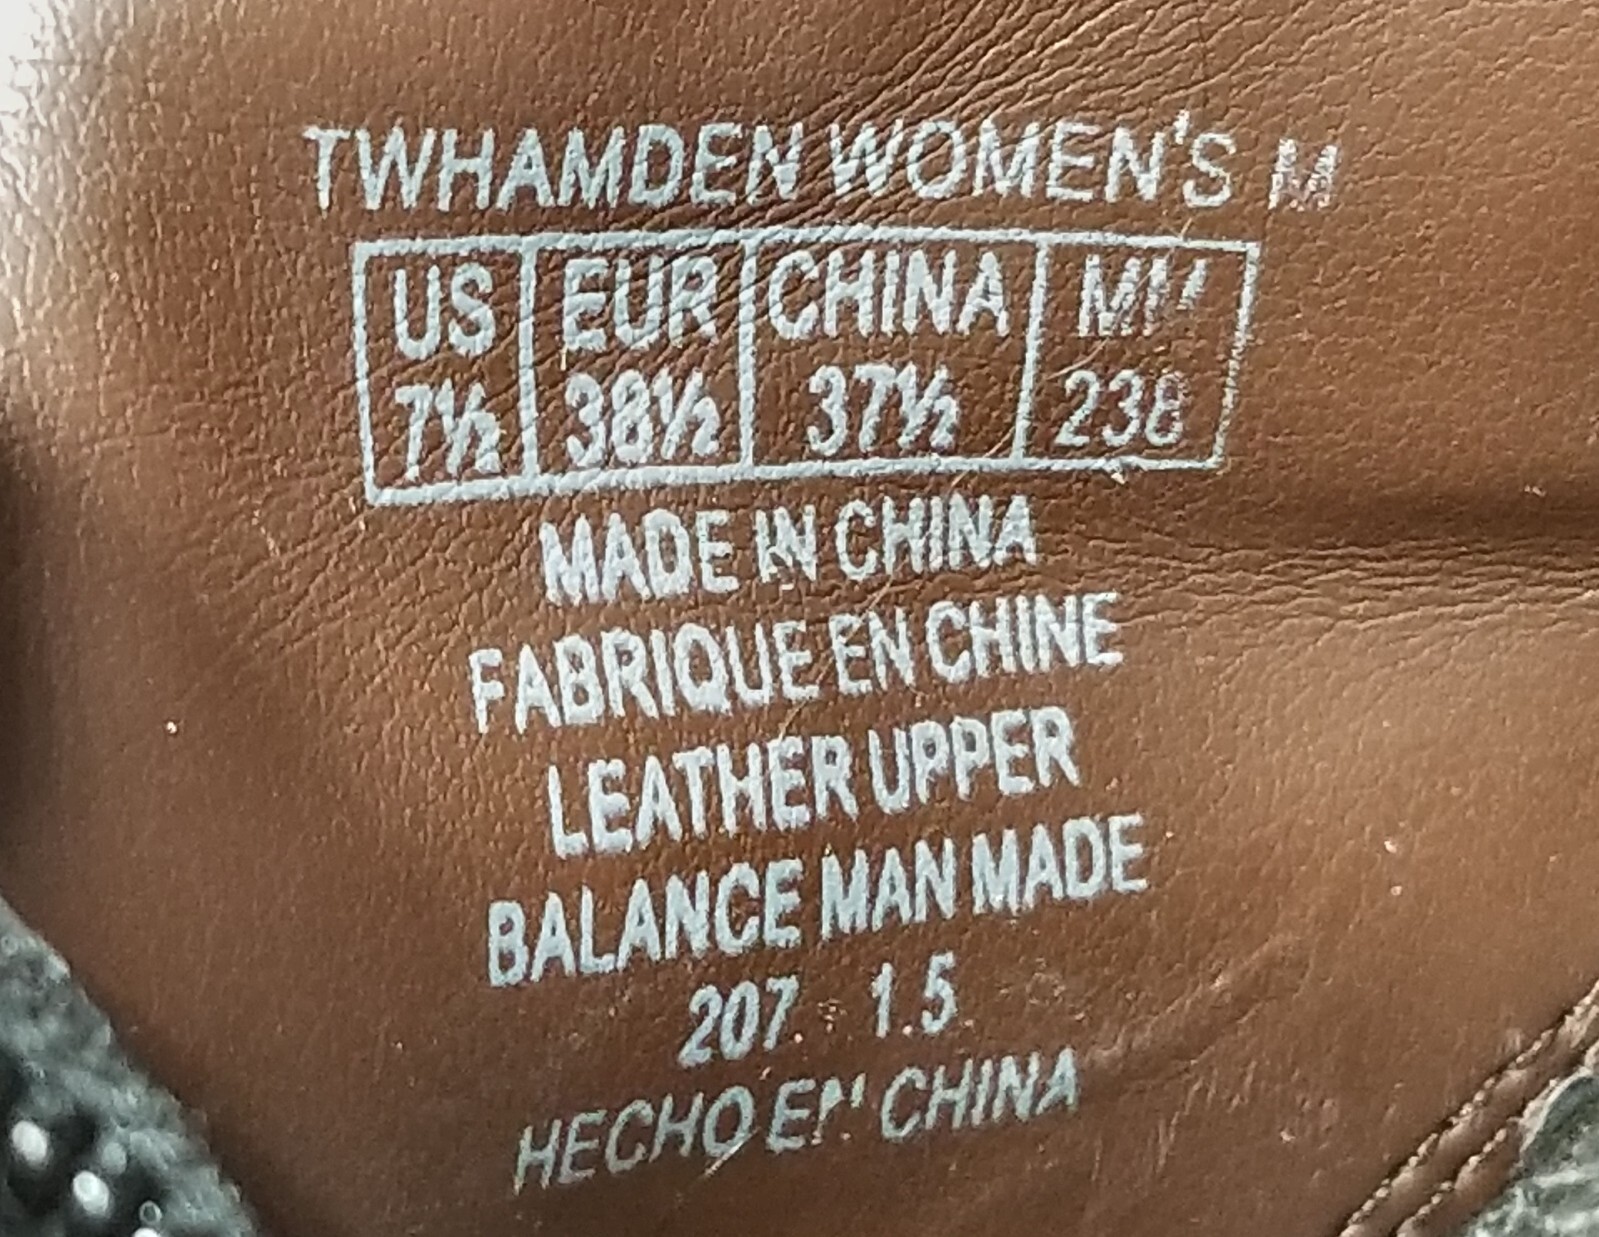 TWHAMDEN WOMEN'S M
US EUR CHINA MM
7½ 38½ 37½ 238
MADE IN CHINA
FABRIQUE EN CHINE
LEATHER UPPER
BALANCE MAN MADE
207 1.5
HECHO EN CHINA